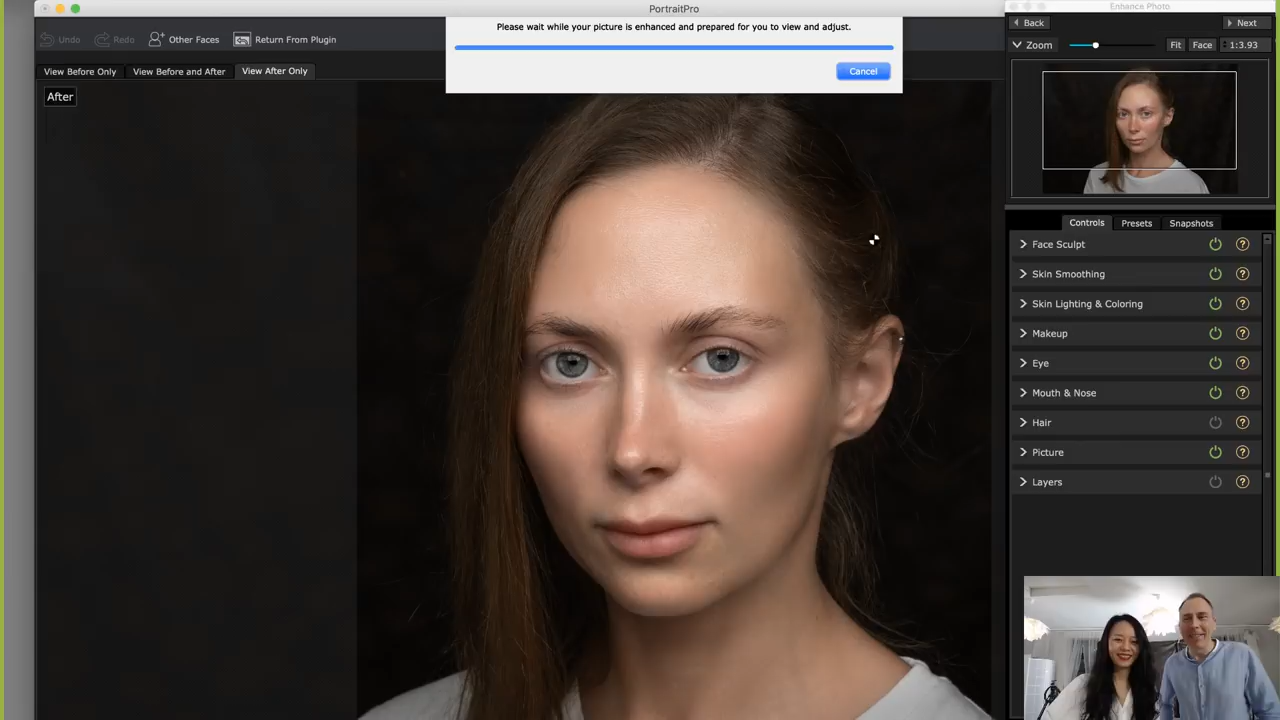 PortraitPro
Enhance Photo
Please wait while your picture is enhanced and prepared for you to view and adjust.
Cancel
Undo
Redo
Other Faces
Return From Plugin
View Before Only
View Before and After
View After Only
After
Back
Next
Zoom
Fit
Face
1:3.93
Controls
Presets
Snapshots
Face Sculpt ?
Skin Smoothing ?
Skin Lighting & Coloring ?
Makeup ?
Eye ?
Mouth & Nose ?
Hair ?
Picture ?
Layers ?